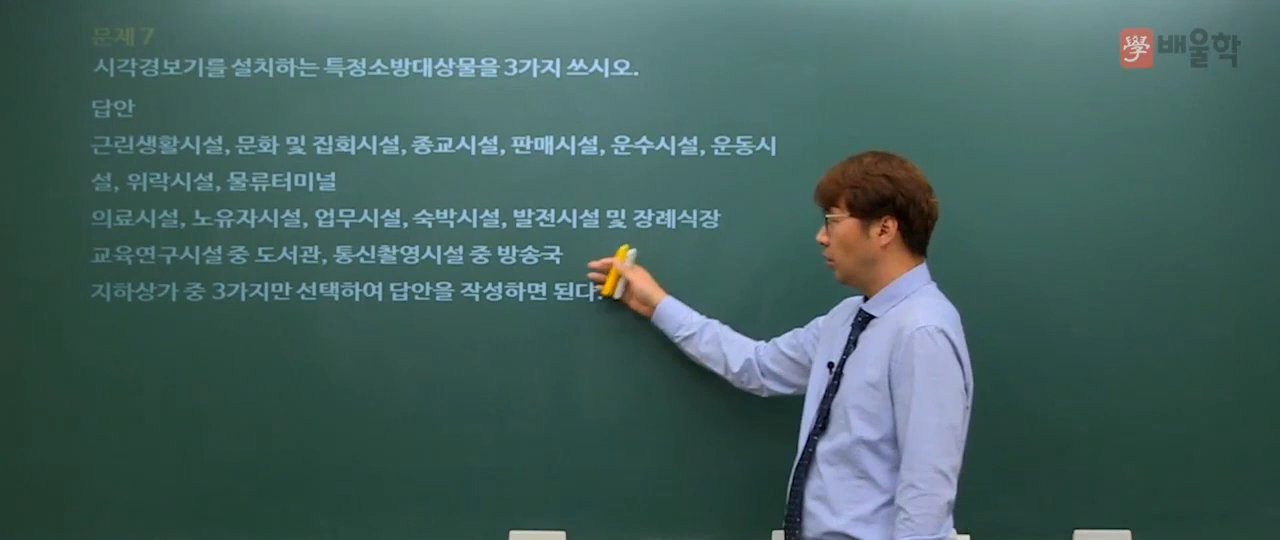 문제 7
學 배울학
시각경보기를 설치하는 특정소방대상물을 3가지 쓰시오.
답안
근린생활시설, 문화 및 집회시설, 종교시설, 판매시설, 운수시설, 운동시
설, 위락시설, 물류터미널
의료시설, 노유자시설, 업무시설, 숙박시설, 발전시설 및 장례식장
교육연구시설 중 도서관, 통신촬영시설 중 방송국
지하상가 중 3가지만 선택하여 답안을 작성하면 된다.